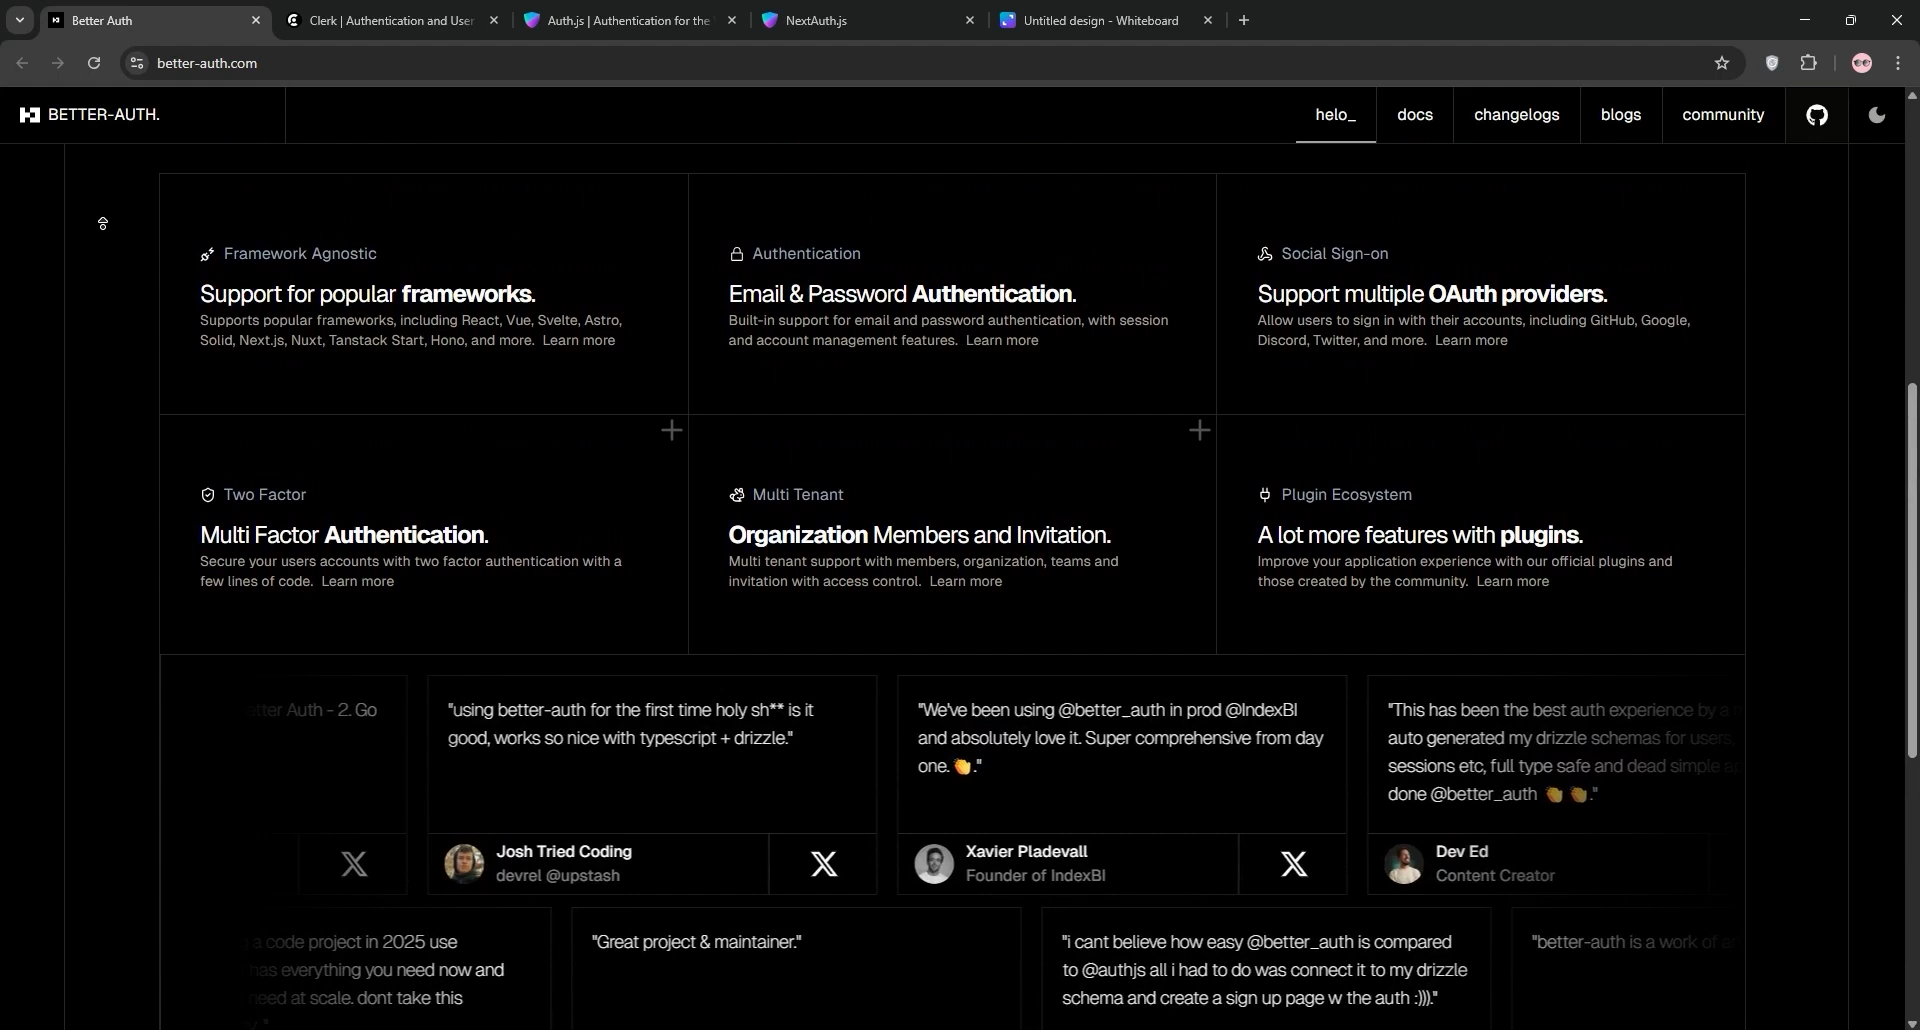 Better Auth
Clerk | Authentication and User
Auth.js | Authentication for the
NextAuth.js
Untitled design - Whiteboard
better-auth.com
BETTER-AUTH.
helo_
docs
changelogs
blogs
community
Framework Agnostic
Support for popular frameworks.
Supports popular frameworks, including React, Vue, Svelte, Astro,
Solid, Next.js, Nuxt, Tanstack Start, Hono, and more. Learn more
Authentication
Email & Password Authentication.
Built-in support for email and password authentication, with session
and account management features. Learn more
Social Sign-on
Support multiple OAuth providers.
Allow users to sign in with their accounts, including GitHub, Google,
Discord, Twitter, and more. Learn more
Two Factor
Multi Factor Authentication.
Secure your users accounts with two factor authentication with a
few lines of code. Learn more
Multi Tenant
Organization Members and Invitation.
Multi tenant support with members, organization, teams and
invitation with access control. Learn more
Plugin Ecosystem
A lot more features with plugins.
Improve your application experience with our official plugins and
those created by the community. Learn more
Auth - 2. Go
"using better-auth for the first time holy sh** is it
good, works so nice with typescript + drizzle."
Josh Tried Coding
devrel @upstash
"We've been using @better_auth in prod @IndexBI
and absolutely love it. Super comprehensive from day
one. 👏."
Xavier Pladevall
Founder of IndexBI
"This has been the best auth experience by a
auto generated my drizzle schemas for users,
sessions etc, full type safe and dead simple
done @better_auth 👏 👏."
Dev Ed
Content Creator
a code project in 2025 use
has everything you need now and
need at scale. dont take this
"Great project & maintainer."
"i cant believe how easy @better_auth is compared
to @authjs all i had to do was connect it to my drizzle
schema and create a sign up page w the auth :)))."
"better-auth is a work of